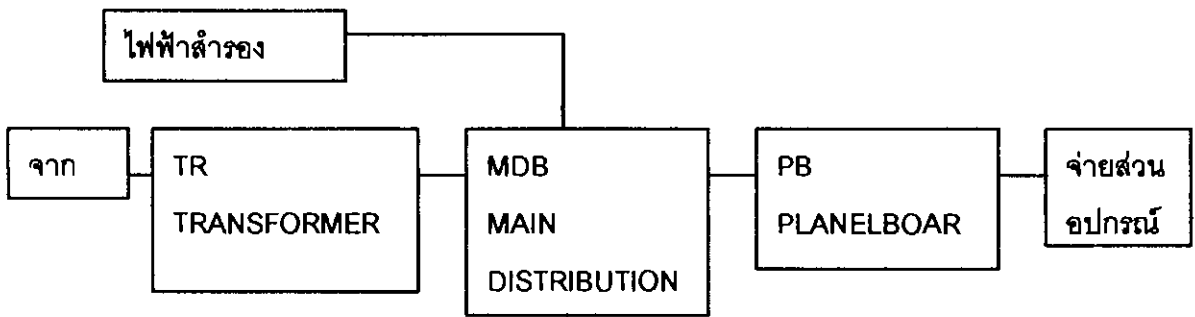 ไฟฟ้าสำรอง
จาก
TR
TRANSFORMER
MDB
MAIN
DISTRIBUTION
PB
PLANELBOAR
จ่ายส่วน
อุปกรณ์